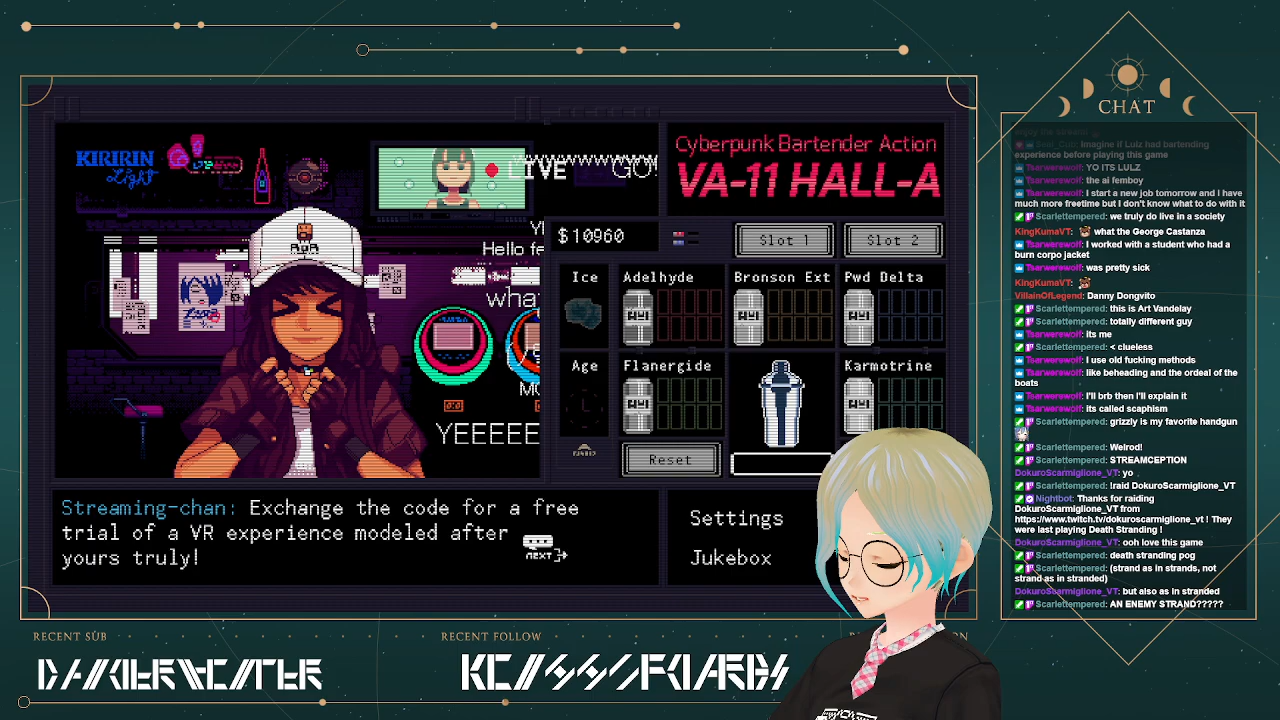 KIRIRIN
Light
LIVE
GO!
Hello fe
what
YEEEEE
Cyberpunk Bartender Action
VA-11 HALL-A
$10960
Slot 1
Slot 2
Ice
Adelhyde
Bronson Ext
Pwd Delta
Age
Flanergide
Karmotrine
Reset
Streaming-chan: Exchange the code for a free
trial of a VR experience modeled after
yours truly!
NEXT
Settings
Jukebox
RECENT SUB
RECENT FOLLOW
CHAT
enjoy the stream
imagine if Lulz had bartending
experience before playing this game
Tsarwerewolf: YO ITS LULZ
Tsarwerewolf: the ai femboy
Tsarwerewolf: I start a new job tomorrow and I have
much more freetime but I don't know what to do with it
Scarlettempered: we truly do live in a society
KingKumaVT: what the George Castanza
Tsarwerewolf: I worked with a student who had a
burn corpo jacket
Tsarwerewolf: was pretty sick
KingKumaVT:
VillainOfLegend: Danny Dongvito
Scarlettempered: this is Art Vandalay
Scarlettempered: totally different guy
Tsarwerewolf: its me
Scarlettempered: < clueless
Tsarwerewolf: I use old fucking methods
Tsarwerewolf: like beheading and the ordeal of the
boats
Tsarwerewolf: I'll brb then I'll explain it
Tsarwerewolf: its called scaphism
Scarlettempered: grizzly is my favorite handgun
Scarlettempered: Welrod!
Scarlettempered: STREAMCEPTION
DokuroScarmiglione_VT: yo
Scarlettempered: !raid DokuroScarmiglione_VT
Nightbot: Thanks for raiding
DokuroScarmiglione_VT from
https://www.twitch.tv/dokuroscarmiglione_vt ! They
were last playing Death Stranding !
DokuroScarmiglione_VT: ooh love this game
Scarlettempered: death stranding pog
Scarlettempered: (strand as in strands, not
strand as in stranded)
DokuroScarmiglione_VT: but also as in stranded
Scarlettempered: AN ENEMY STRAND?????